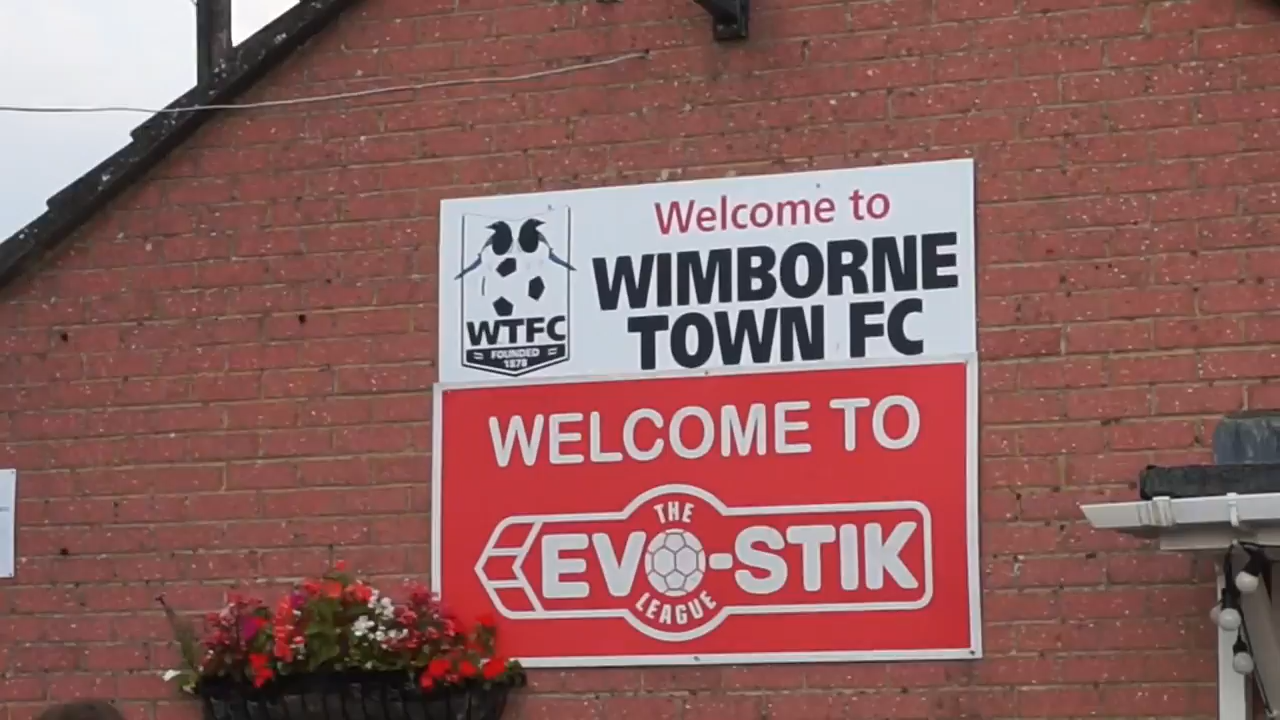 Welcome to
WIMBORNE
TOWN FC
WTFC
FOUNDED
1878
WELCOME TO
THE
EVO-STIK
LEAGUE